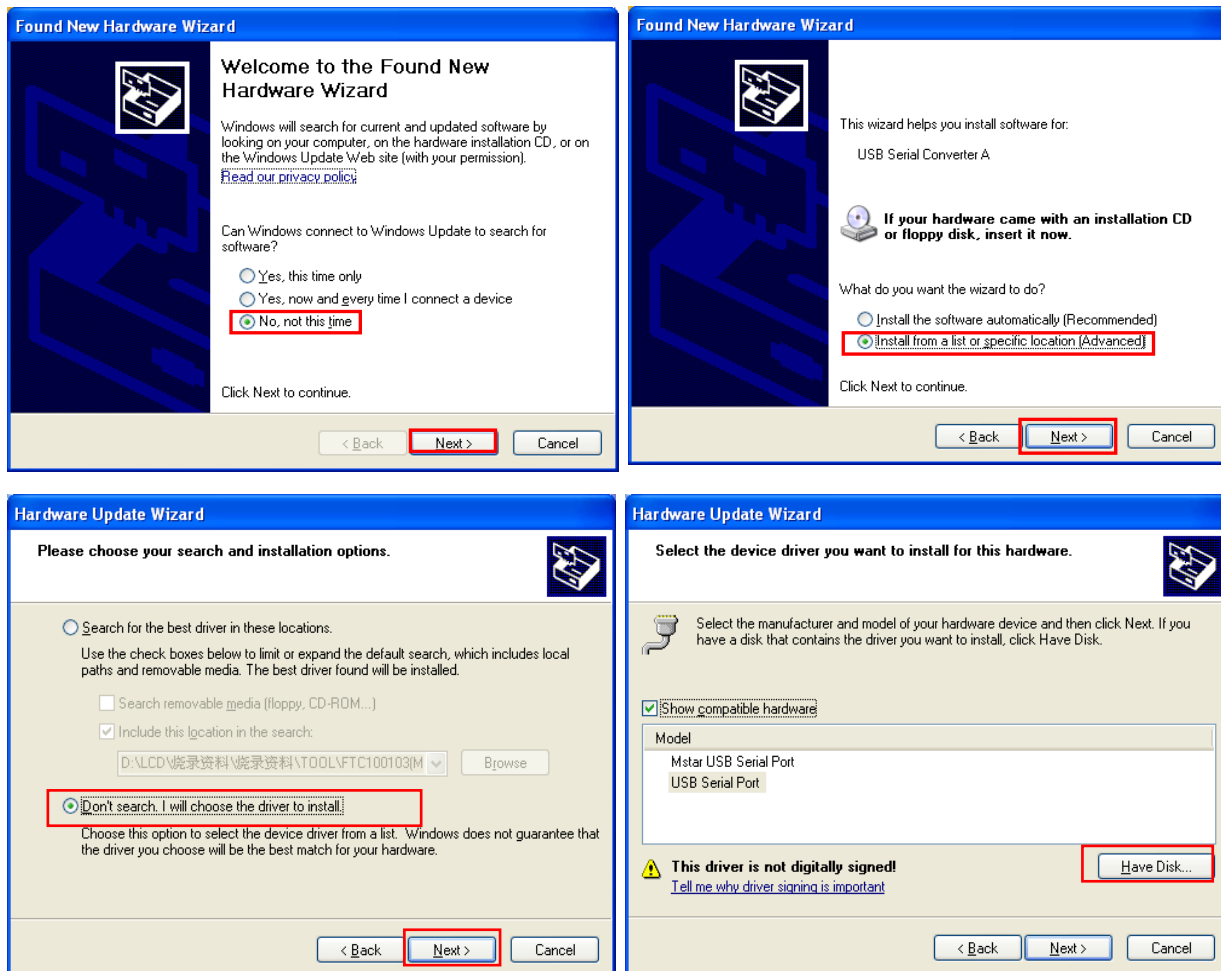 Found New Hardware Wizard
Welcome to the Found New
Hardware Wizard
Windows will search for current and updated software by
looking on your computer, on the hardware installation CD, or on
the Windows Update Web site (with your permission).
Read our privacy policy
Can Windows connect to Windows Update to search for
software?
Yes, this time only
Yes, now and every time I connect a device
No, not this time
Click Next to continue.
< Back
Next >
Cancel
Found New Hardware Wizard
This wizard helps you install software for:
USB Serial Converter A
If your hardware came with an installation CD
or floppy disk, insert it now.
What do you want the wizard to do?
Install the software automatically (Recommended)
Install from a list or specific location (Advanced)
Click Next to continue.
< Back
Next >
Cancel
Hardware Update Wizard
Please choose your search and installation options.
Search for the best driver in these locations.
Use the check boxes below to limit or expand the default search, which includes local
paths and removable media. The best driver found will be installed.
Search removable media (floppy, CD-ROM...)
Include this location in the search:
D:\LCD\烧录资料\烧录资料\TOOL\FTC100103(M
Browse
Don't search. I will choose the driver to install.
Choose this option to select the device driver from a list. Windows does not guarantee that
the driver you choose will be the best match for your hardware.
< Back
Next >
Cancel
Hardware Update Wizard
Select the device driver you want to install for this hardware.
Select the manufacturer and model of your hardware device and then click Next. If you
have a disk that contains the driver you want to install, click Have Disk.
Show compatible hardware
Model
Mstar USB Serial Port
USB Serial Port
This driver is not digitally signed!
Tell me why driver signing is important
Have Disk...
< Back
Next >
Cancel